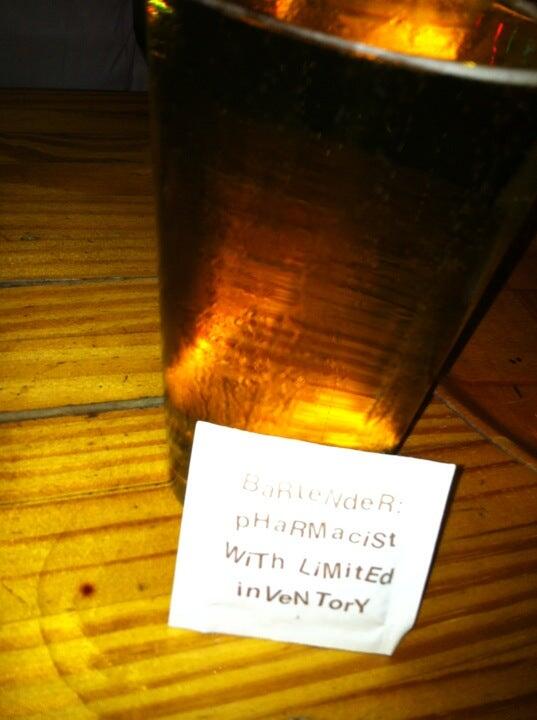 BaRteNdeR:
pHaRMaciSt
WiTh LiMitEd
inVeNTorY